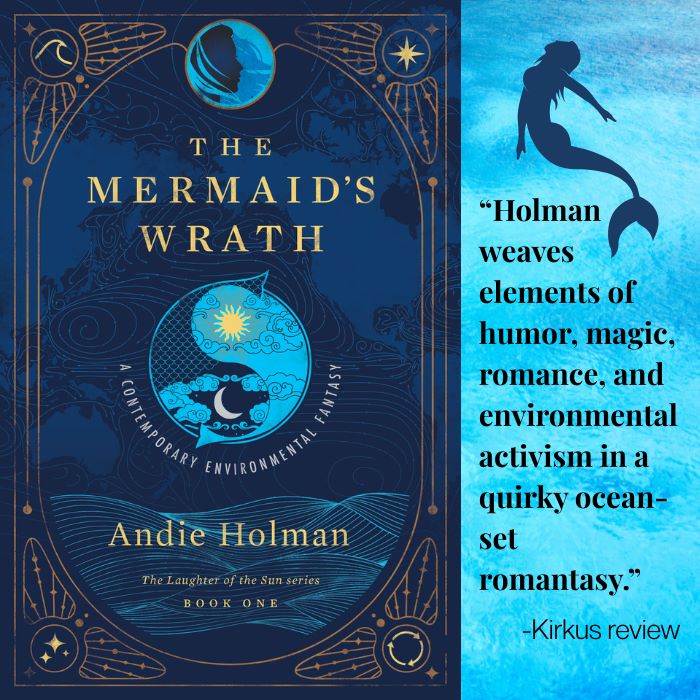 THE
MERMAID'S
WRATH
A CONTEMPORARY ENVIRONMENTAL FANTASY
Andie Holman
The Laughter of the Sun series
BOOK ONE
“Holman
weaves
elements of
humor, magic,
romance, and
environmental
activism in a
quirky ocean-
set
romantasy.”
-Kirkus review